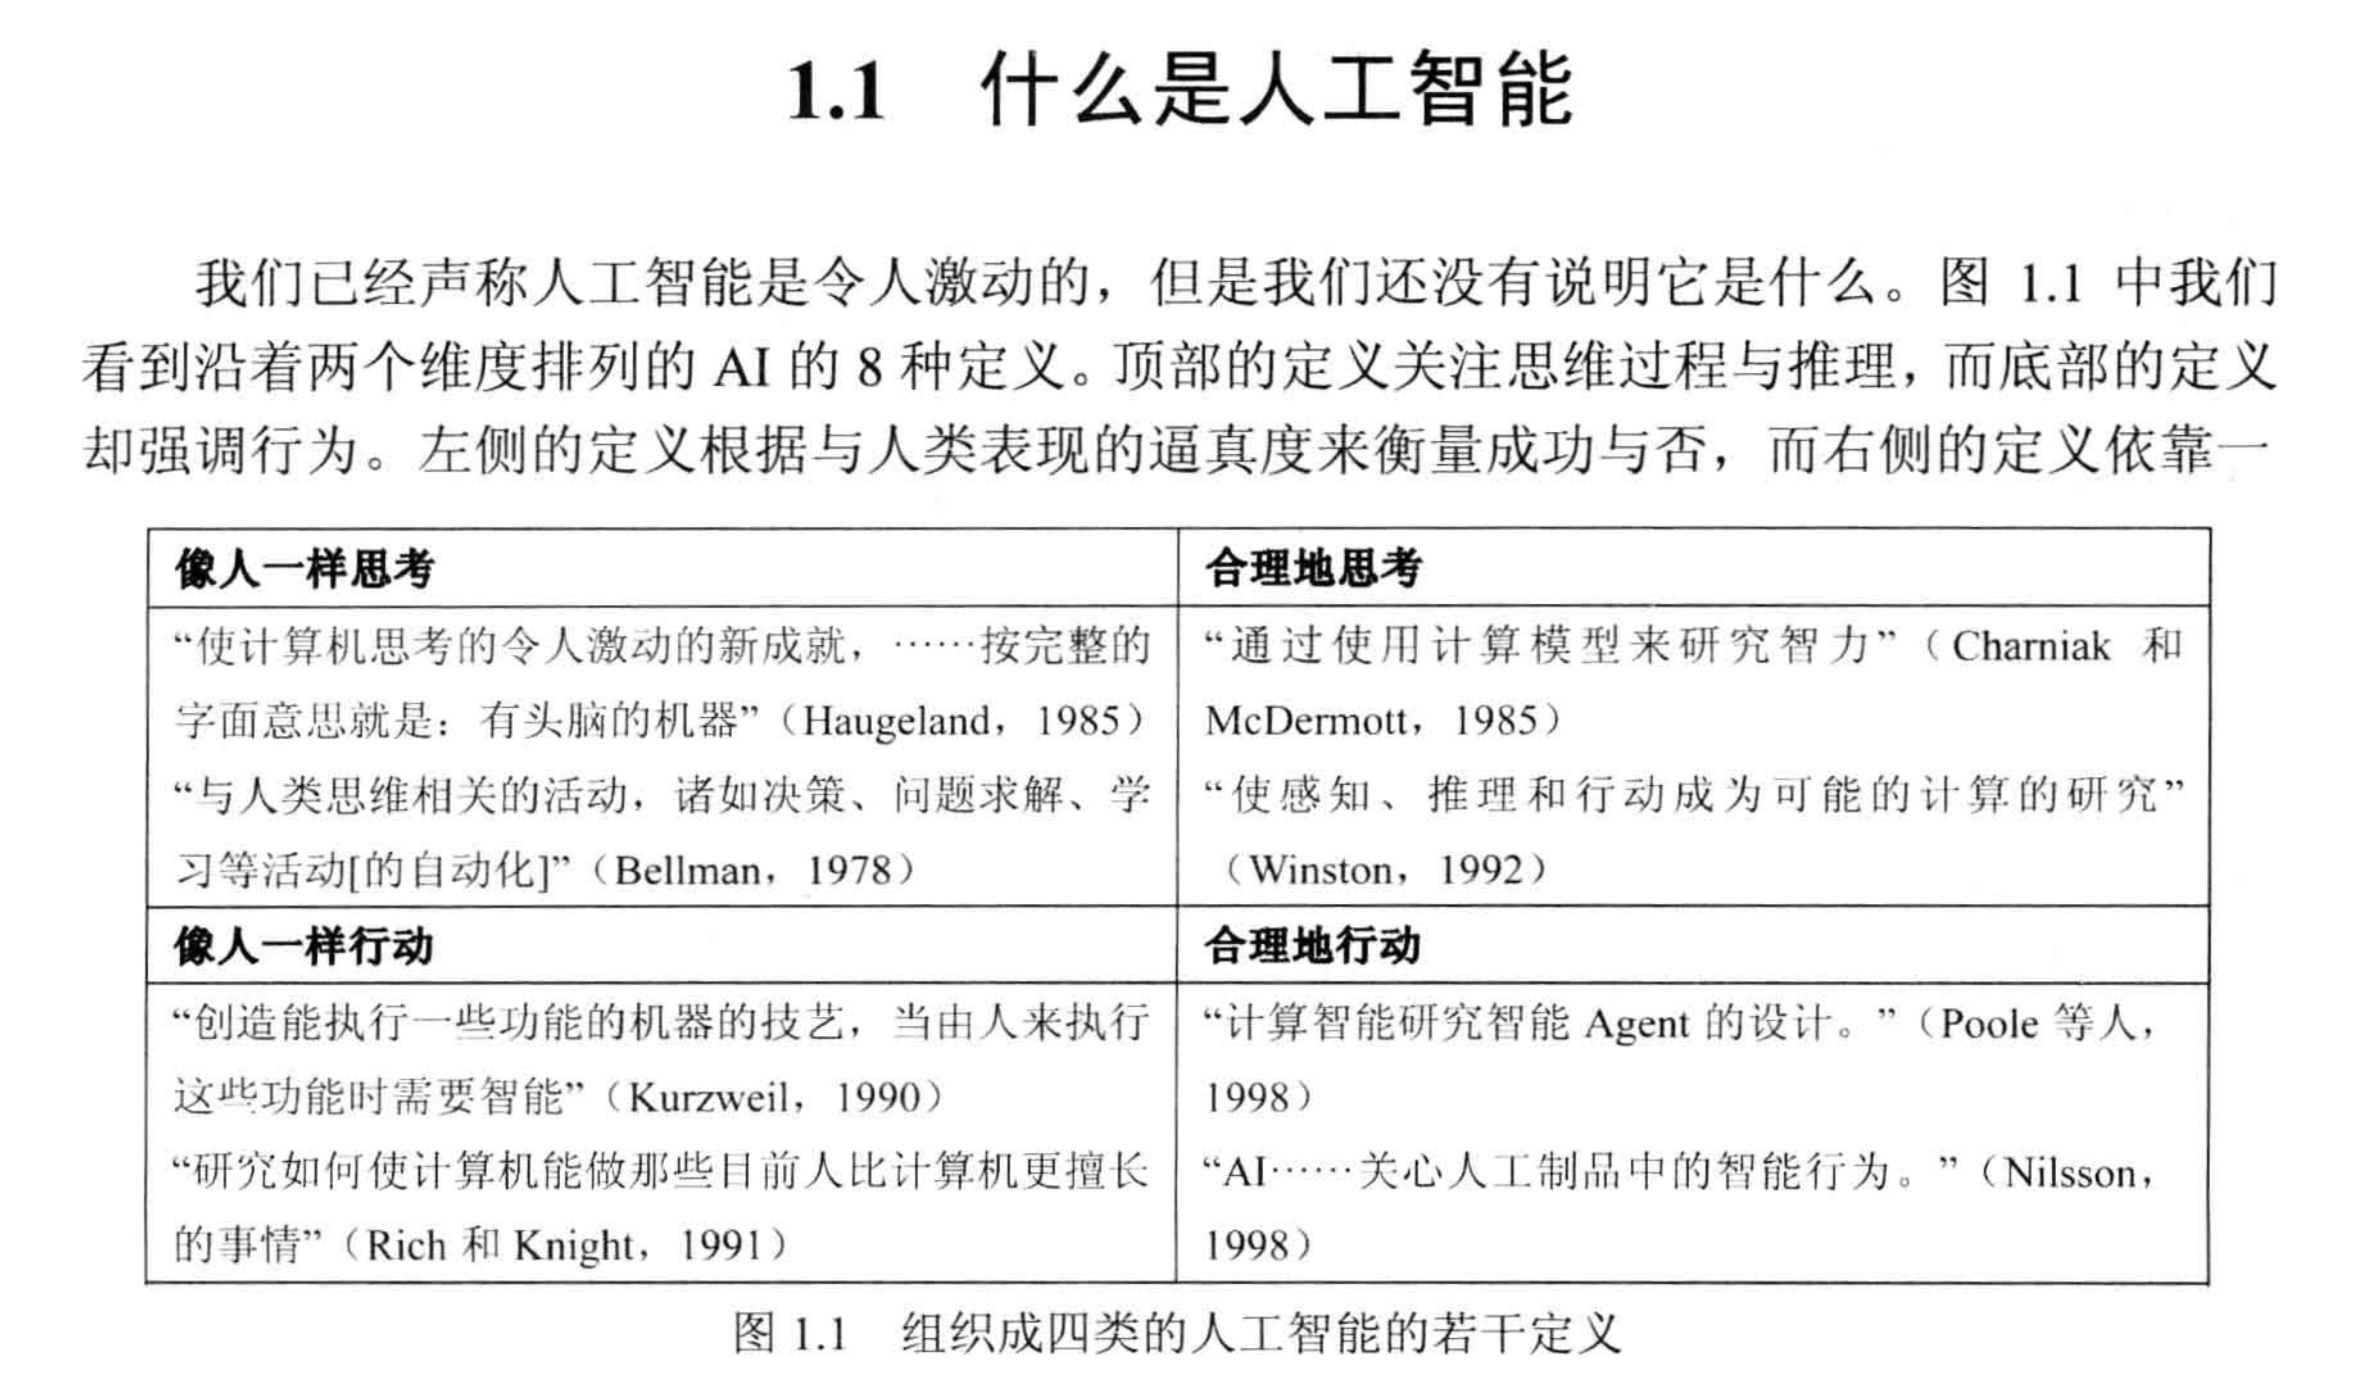 1.1 什么是人工智能
我们已经声称人工智能是令人激动的，但是我们还没有说明它是什么。图 1.1 中我们
看到沿着两个维度排列的 AI 的 8 种定义。顶部的定义关注思维过程与推理，而底部的定义
却强调行为。左侧的定义根据与人类表现的逼真度来衡量成功与否，而右侧的定义依靠一
像人一样思考
“使计算机思考的令人激动的新成就，……按完整的
字面意思就是：有头脑的机器”（Haugeland，1985）
“与人类思维相关的活动，诸如决策、问题求解、学
习等活动[的自动化]”（Bellman，1978）
合理地思考
“通过使用计算模型来研究智力”（Charniak 和
McDermott，1985）
“使感知、推理和行动成为可能的计算的研究”
（Winston，1992）
像人一样行动
“创造能执行一些功能的机器的技艺，当由人来执行
这些功能时需要智能”（Kurzweil，1990）
“研究如何使计算机能做那些目前人比计算机更擅长
的事情”（Rich 和 Knight，1991）
合理地行动
“计算智能研究智能 Agent 的设计。”（Poole 等人，
1998）
“AI……关心人工制品中的智能行为。”（Nilsson，
1998）
图 1.1 组织成四类的人工智能的若干定义